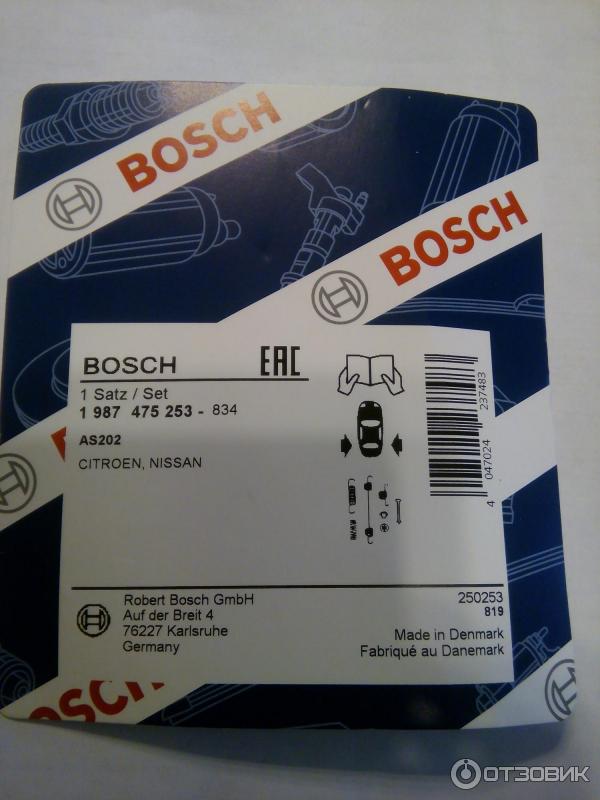 BOSCH
BOSCH
BOSCH EAC
1 Satz / Set
1 987 475 253 - 834
AS202
CITROEN, NISSAN
4 047024 237483
Robert Bosch GmbH
Auf der Breit 4
76227 Karlsruhe
Germany
250253
819
Made in Denmark
Fabriqué au Danemark
BOSCH
ОТЗОВИК